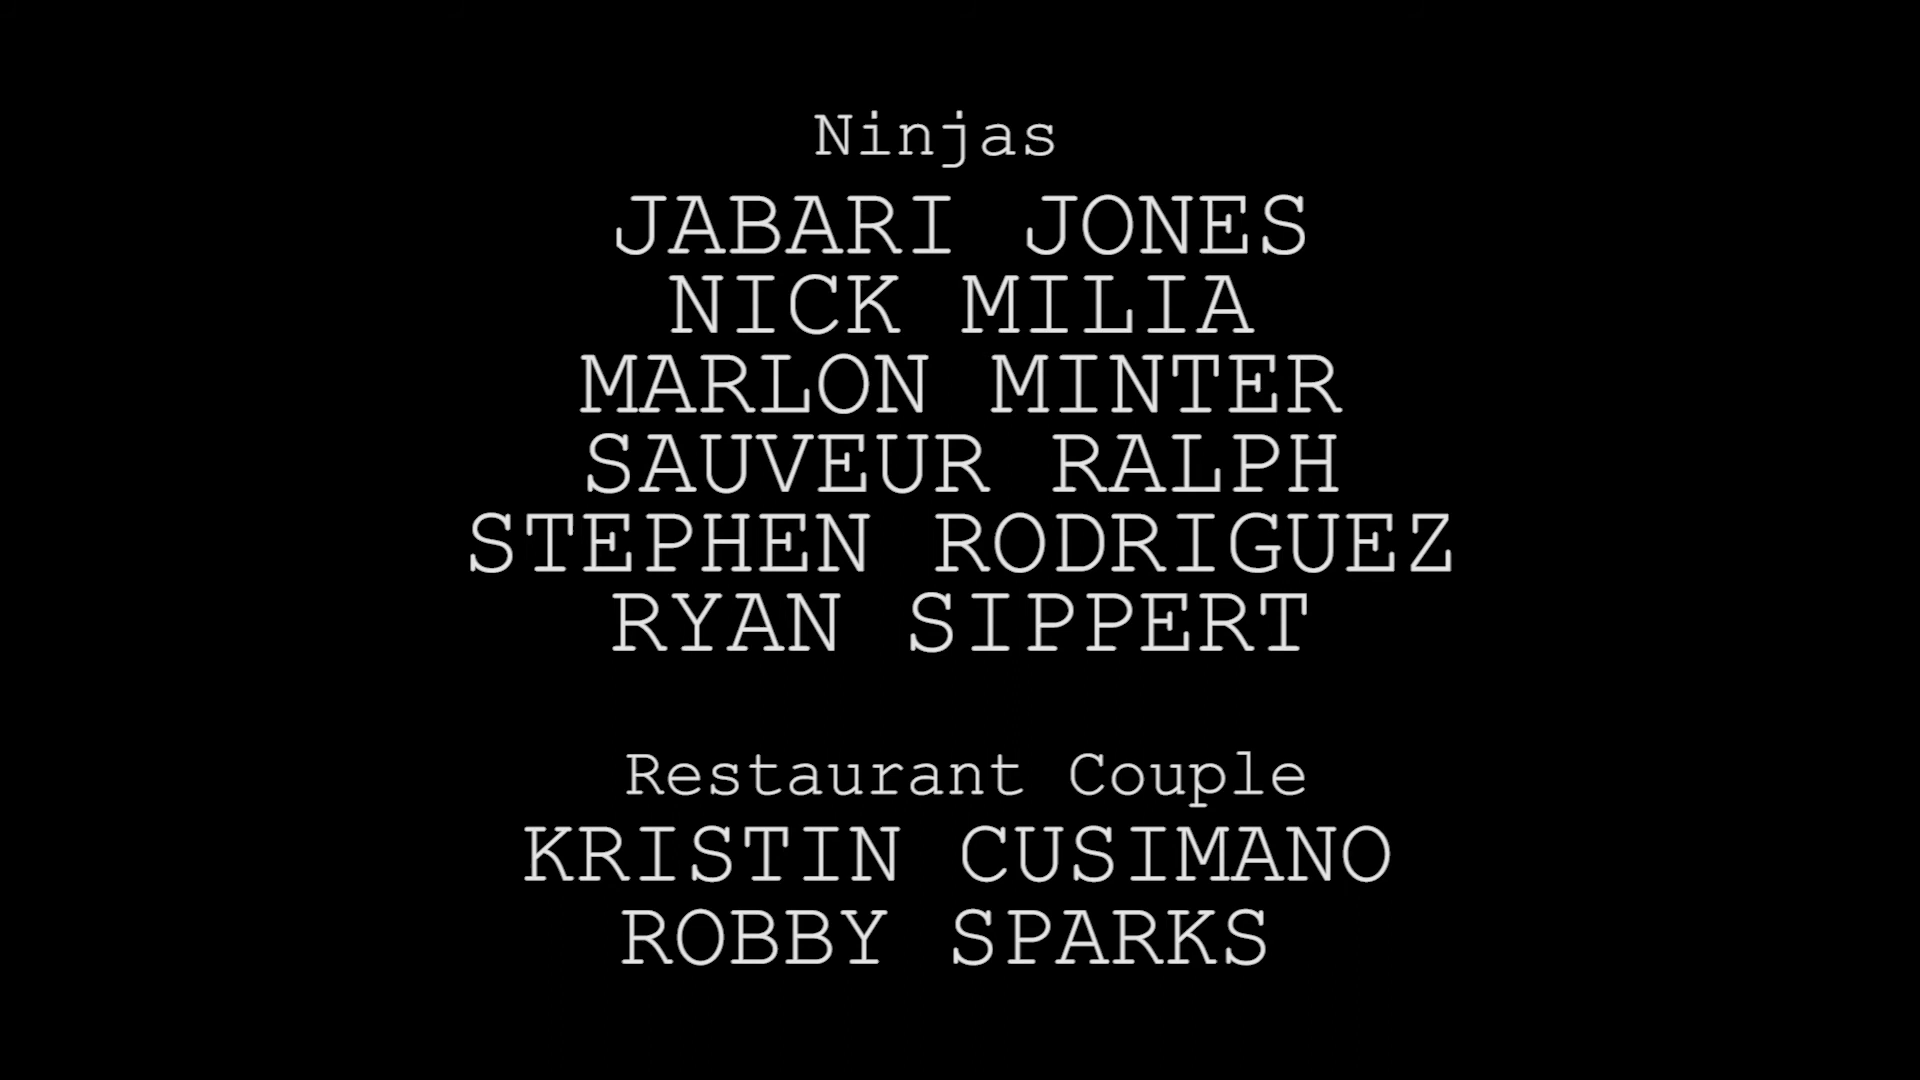 Ninjas
JABARI JONES
NICK MILIA
MARLON MINTER
SAUVEUR RALPH
STEPHEN RODRIGUEZ
RYAN SIPPERT
Restaurant Couple
KRISTIN CUSIMANO
ROBBY SPARKS